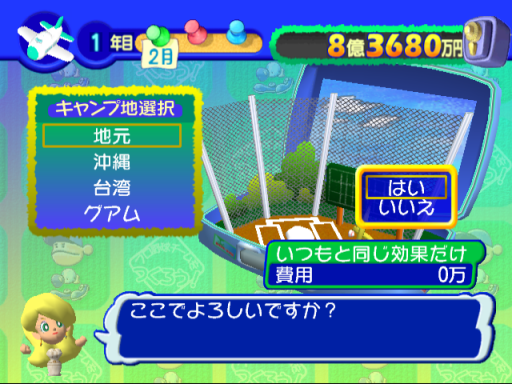 1年目
2月
8億3680万円
キャンプ地選択
地元
沖縄
台湾
グアム
はい
いいえ
いつもと同じ効果だけ
費用 0万
ここでよろしいですか?